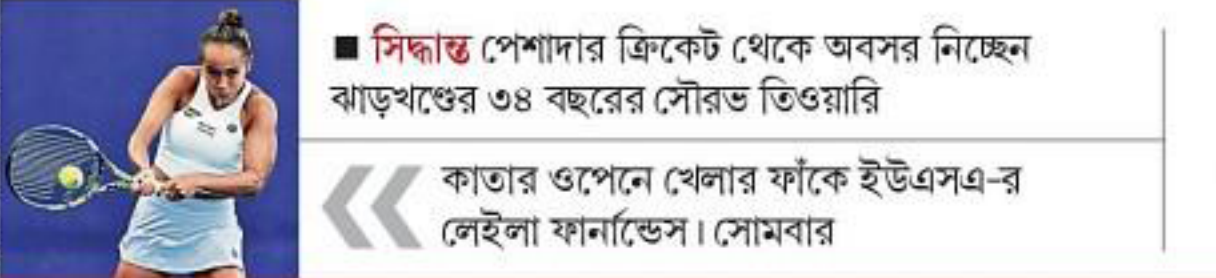 ■ সিদ্ধান্ত পেশাদার ক্রিকেট থেকে অবসর নিচ্ছেন
ঝাড়খণ্ডের ৩৪ বছরের সৌরভ তিওয়ারি
কাতার ওপেনে খেলার ফাঁকে ইউএসএ-র
লেইলা ফার্নান্ডেস। সোমবার